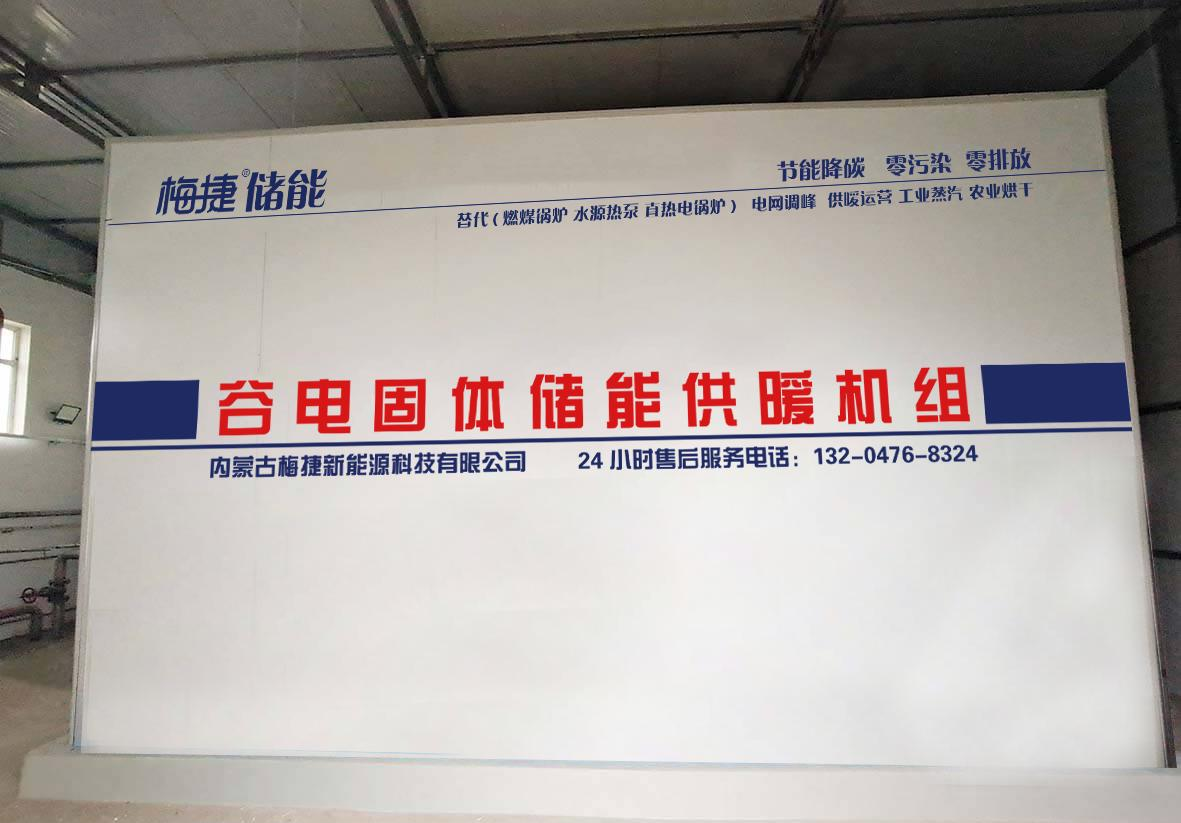 梅捷®储能
节能降碳 零污染 零排放
替代(燃煤锅炉 水源热泵 直热电锅炉) 电网调峰 供暖运营 工业蒸汽 农业烘干
谷电固体储能供暖机组
内蒙古梅捷新能源科技有限公司 24小时售后服务电话:132-0476-8324